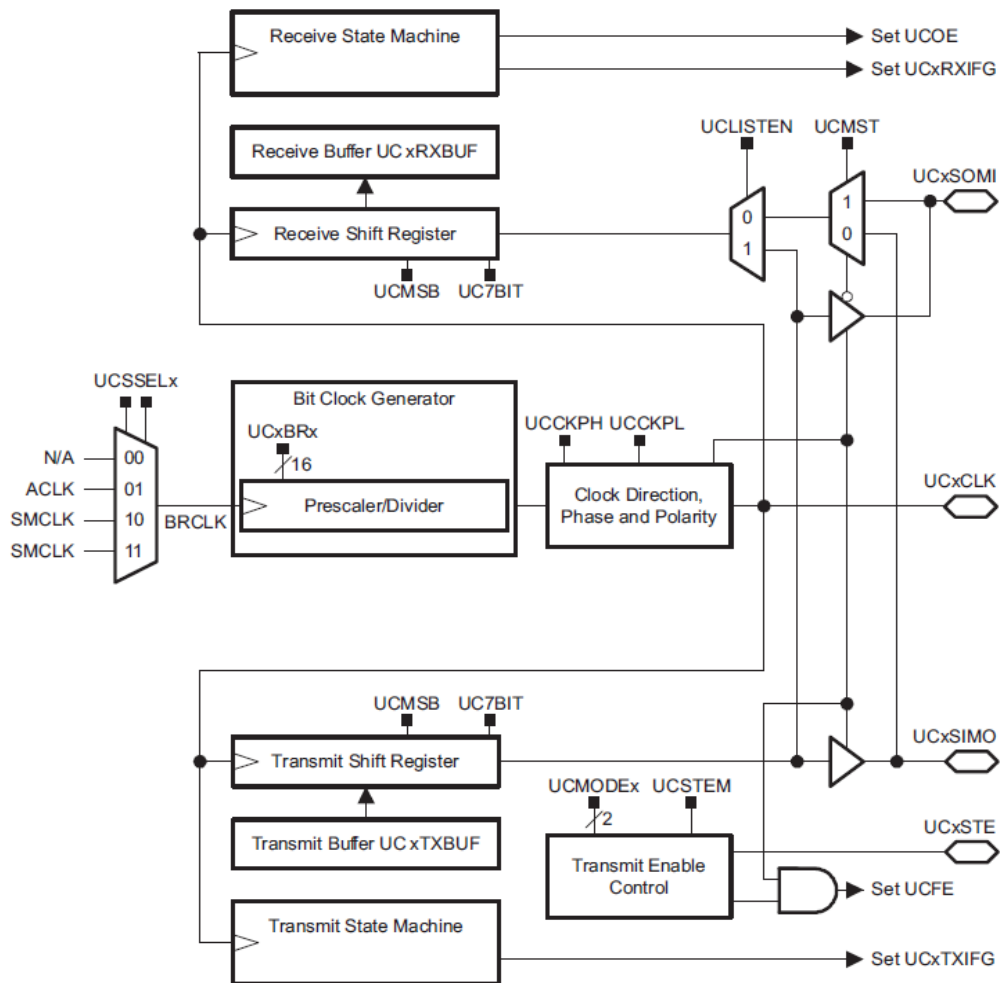 Receive State Machine
Set UCOE
Set UCxRXIFG
UCLISTEN
UCMST
Receive Buffer UC xRXBUF
UCxSOMI
0
1
1
0
Receive Shift Register
UCMSB
UC7BIT
UCSSELx
Bit Clock Generator
UCxBRx
16
UCCKPH
UCCKPL
N/A
00
ACLK
01
SMCLK
10
SMCLK
11
BRCLK
Prescaler/Divider
Clock Direction,
Phase and Polarity
UCxCLK
UCMSB
UC7BIT
Transmit Shift Register
UCxSIMO
UCMODEx
UCSTEM
2
Transmit Buffer UC xTXBUF
UCxSTE
Transmit Enable
Control
Set UCFE
Transmit State Machine
Set UCxTXIFG